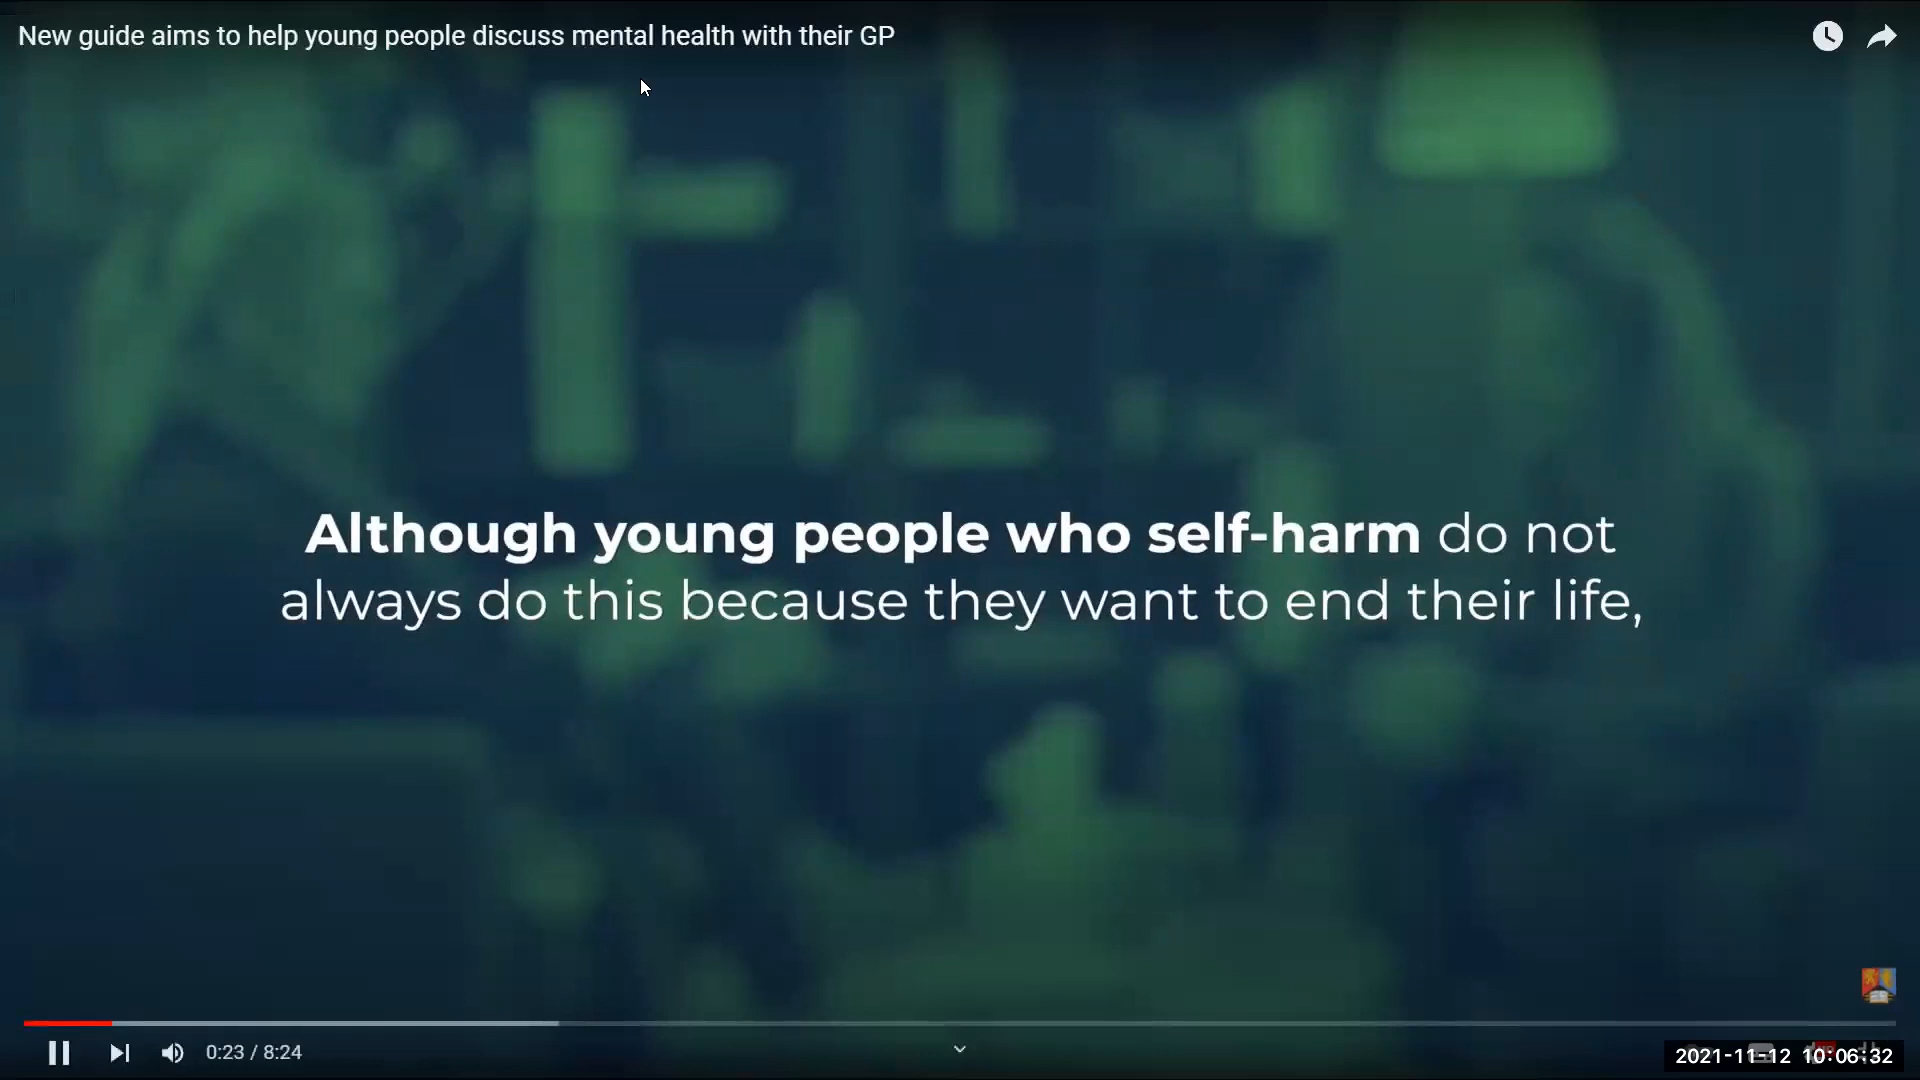 New guide aims to help young people discuss mental health with their GP
Although young people who self-harm do not
always do this because they want to end their life,
0:23 / 8:24
2021-11-12 10:06:32